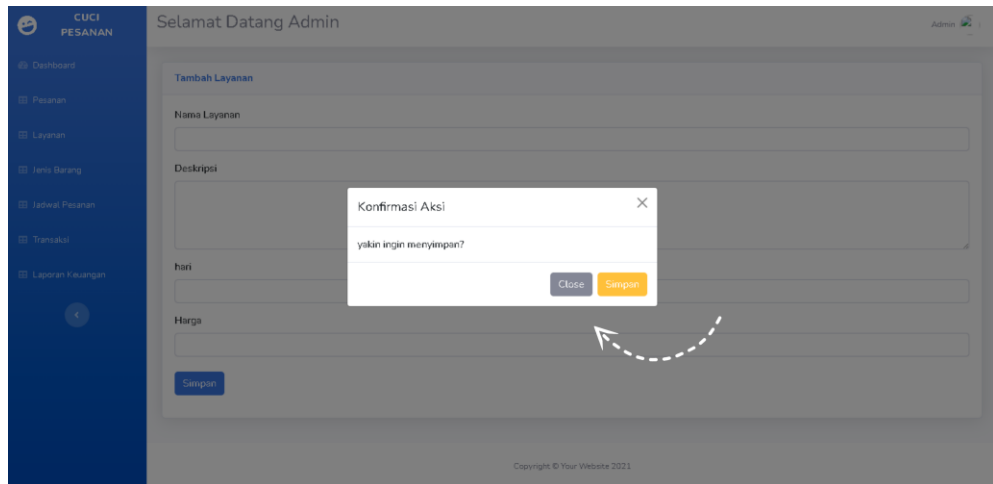 CUCI
PESANAN
Selamat Datang Admin
Admin
Dashboard
Pesanan
Layanan
Jenis Barang
Jadwal Pesanan
Transaksi
Laporan Keuangan
Tambah Layanan
Nama Layanan
Deskripsi
hari
Harga
Simpan
Konfirmasi Aksi
yakin ingin menyimpan?
Close Simpan
Copyright © Your Website 2021